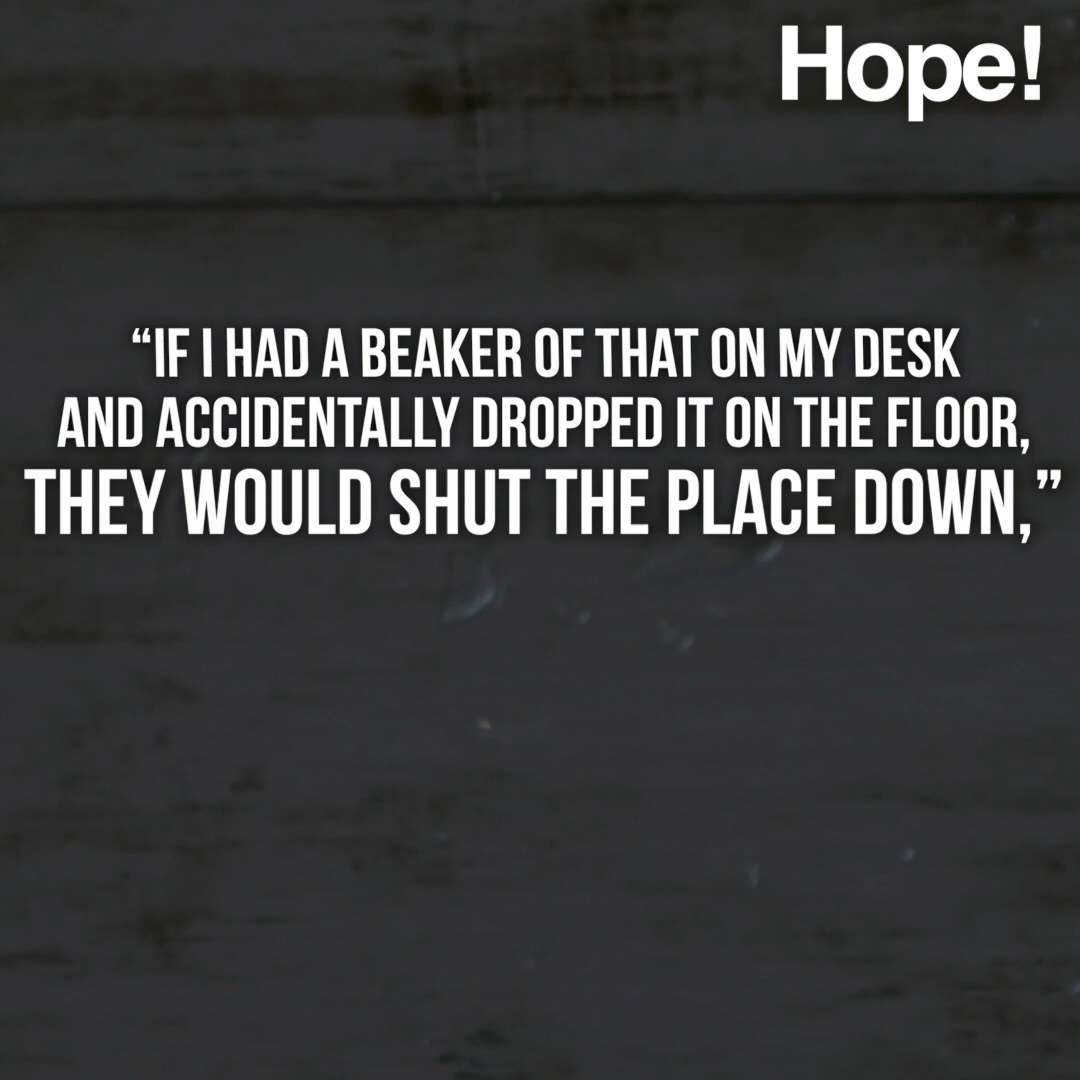 Hope!
“IF I HAD A BEAKER OF THAT ON MY DESK
AND ACCIDENTALLY DROPPED IT ON THE FLOOR,
THEY WOULD SHUT THE PLACE DOWN,”